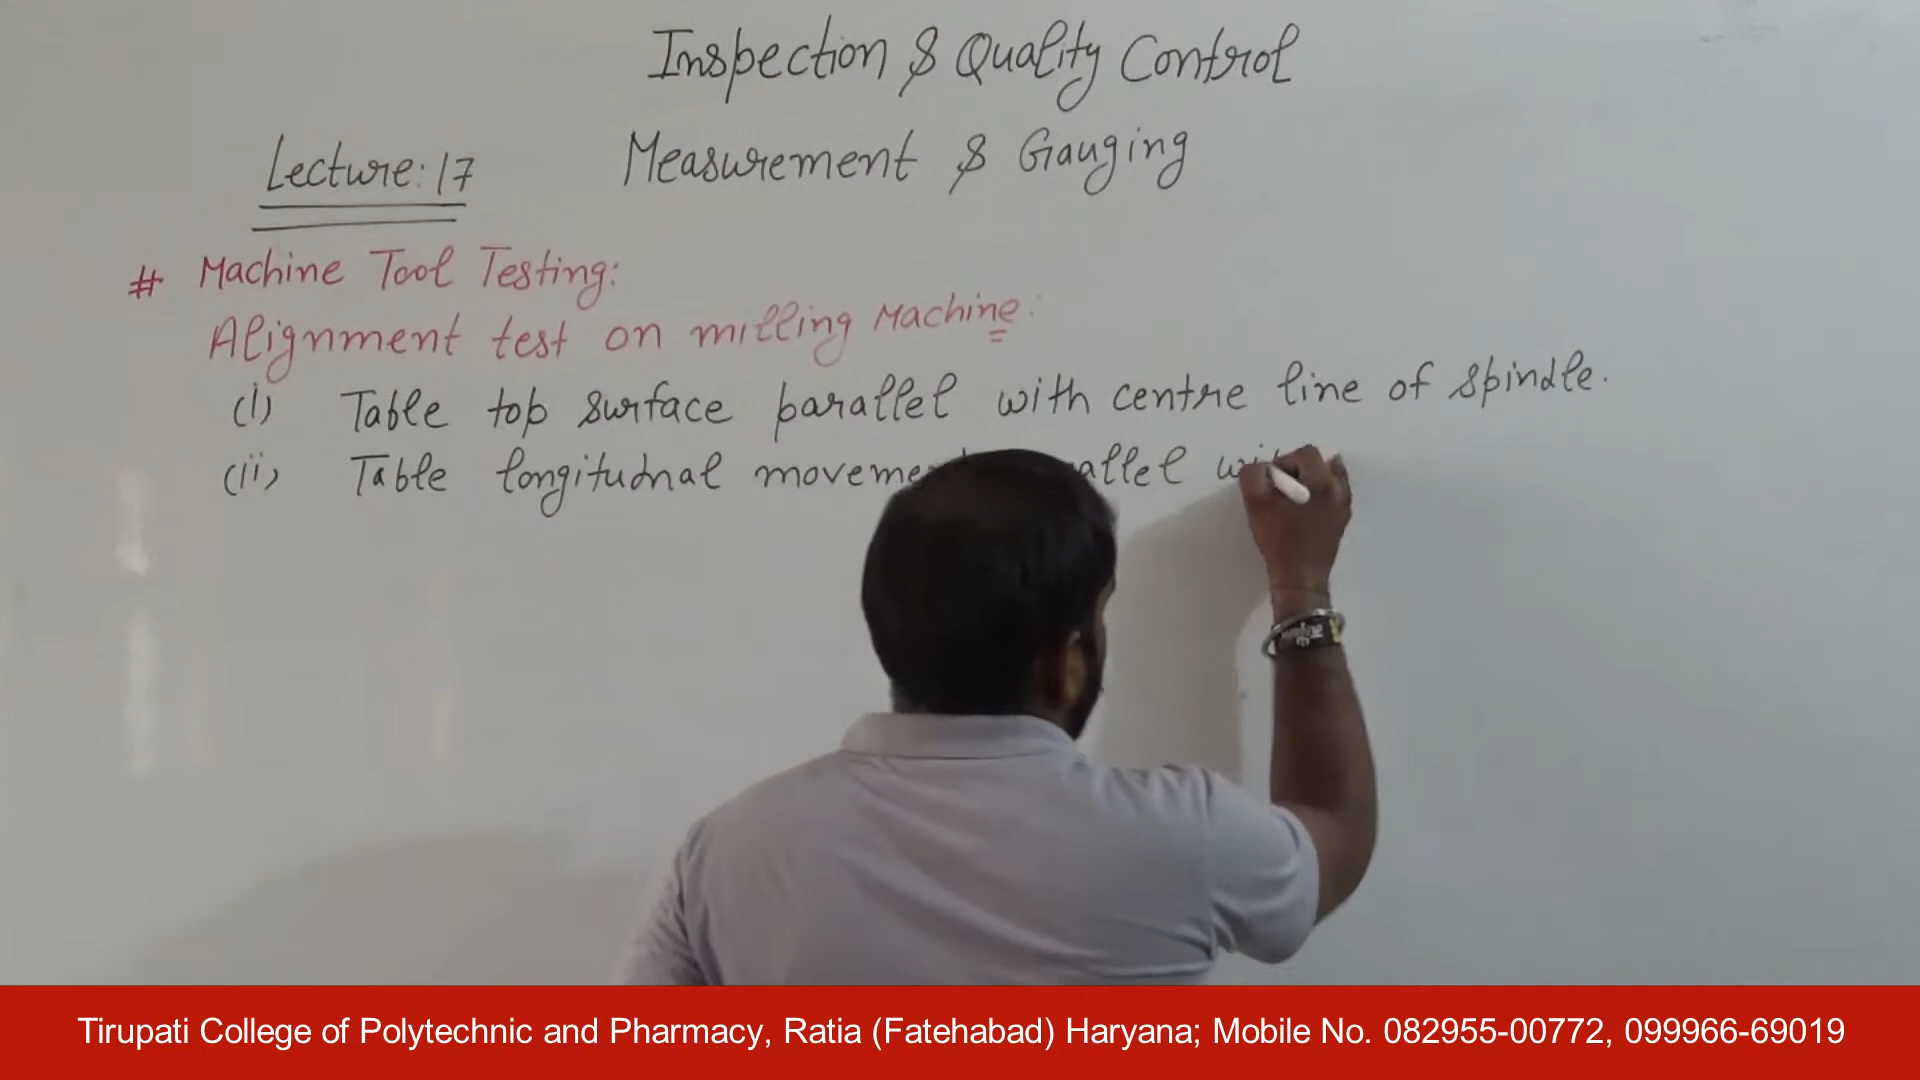 Inspection & Quality Control
Lecture: 17 Measurement & Gauging
# Machine Tool Testing:
Alignment test on milling Machine:
(i) Table top surface parallel with centre line of spindle.
(ii) Table longitudnal
Tirupati College of Polytechnic and Pharmacy, Ratia (Fatehabad) Haryana; Mobile No. 082955-00772, 099966-69019